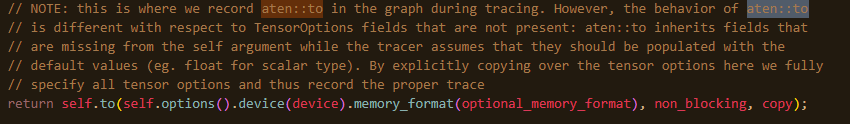 // NOTE: this is where we record aten::to in the graph during tracing. However, the behavior of aten::to
// is different with respect to TensorOptions fields that are not present: aten::to inherits fields that
// are missing from the self argument while the tracer assumes that they should be populated with the
// default values (eg. float for scalar type). By explicitly copying over the tensor options here we fully
// specify all tensor options and thus record the proper trace
return self.to(self.options().device(device).memory_format(optional_memory_format), non_blocking, copy);